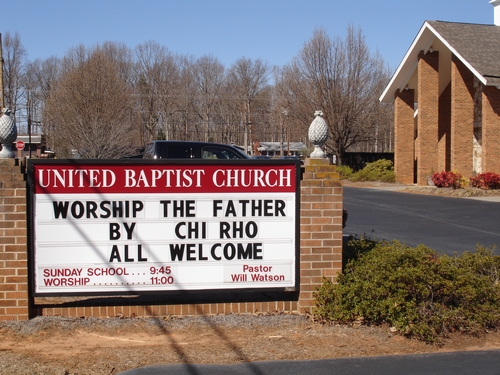 UNITED BAPTIST CHURCH
WORSHIP THE FATHER
BY CHI RHO
ALL WELCOME
SUNDAY SCHOOL . . . 9:45
WORSHIP .......... 11:00
Pastor
Will Watson